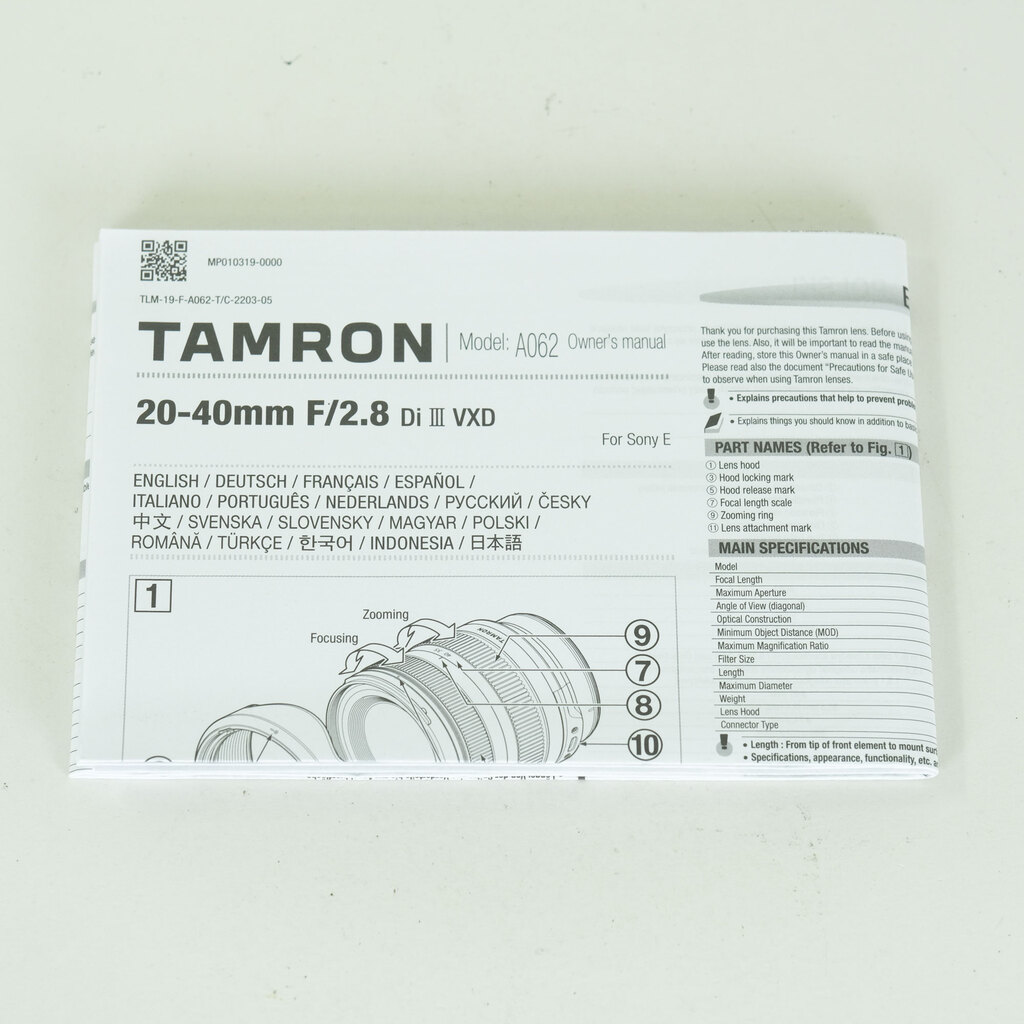 MP010319-0000
TLM-19-F-A062-T/C-2203-05
TAMRON Model: A062 Owner's manual
20-40mm F/2.8 Di III VXD
For Sony E
ENGLISH / DEUTSCH / FRANÇAIS / ESPAÑOL /
ITALIANO / PORTUGUÊS / NEDERLANDS / РУССКИЙ / ČESKY
中文 / SVENSKA / SLOVENSKY / MAGYAR / POLSKI /
ROMÂNĂ / TÜRKÇE / 한국어 / INDONESIA / 日本語
1
Zooming
Focusing
TAMRON
9
7
8
10
E
Thank you for purchasing this Tamron lens. Before
use the lens. Also, it will be important to read the
After reading, store this Owner's manual in a safe
Please read also the document "Precautions for Safe
to observe when using Tamron lenses.
• Explains precautions that help to prevent
• Explains things you should know in addition to
PART NAMES (Refer to Fig. 1)
① Lens hood
③ Hood locking mark
⑤ Hood release mark
⑦ Focal length scale
⑨ Zooming ring
⑪ Lens attachment mark
MAIN SPECIFICATIONS
Model
Focal Length
Maximum Aperture
Angle of View (diagonal)
Optical Construction
Minimum Object Distance (MOD)
Maximum Magnification Ratio
Filter Size
Length
Maximum Diameter
Weight
Lens Hood
Connector Type
• Length : From tip of front element to mount
• Specifications, appearance, functionality, etc.